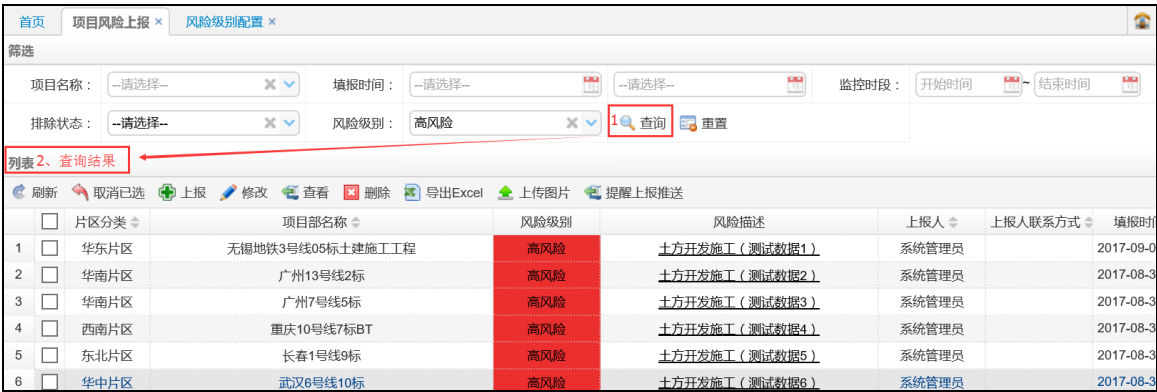 首页 项目风险上报 × 风险级别配置 ×
筛选
项目名称： --请选择-- 填报时间： --请选择-- --请选择-- 监控时段： 开始时间 ~ 结束时间
排除状态： --请选择-- 风险级别： 高风险 1 查询 重置
列表 2、查询结果
刷新 取消已选 上报 修改 查看 删除 导出Excel 上传图片 提醒上报推送
片区分类 项目部名称 风险级别 风险描述 上报人 上报人联系方式 填报时
1 华东片区 无锡地铁3号线05标土建施工工程 高风险 土方开发施工（测试数据1） 系统管理员 2017-09-0
2 华南片区 广州13号线2标 高风险 土方开发施工（测试数据2） 系统管理员 2017-08-3
3 华南片区 广州7号线5标 高风险 土方开发施工（测试数据3） 系统管理员 2017-08-3
4 西南片区 重庆10号线7标BT 高风险 土方开发施工（测试数据4） 系统管理员 2017-08-3
5 东北片区 长春1号线9标 高风险 土方开发施工（测试数据5） 系统管理员 2017-08-3
6 华中片区 武汉6号线10标 高风险 土方开发施工（测试数据6） 系统管理员 2017-08-3